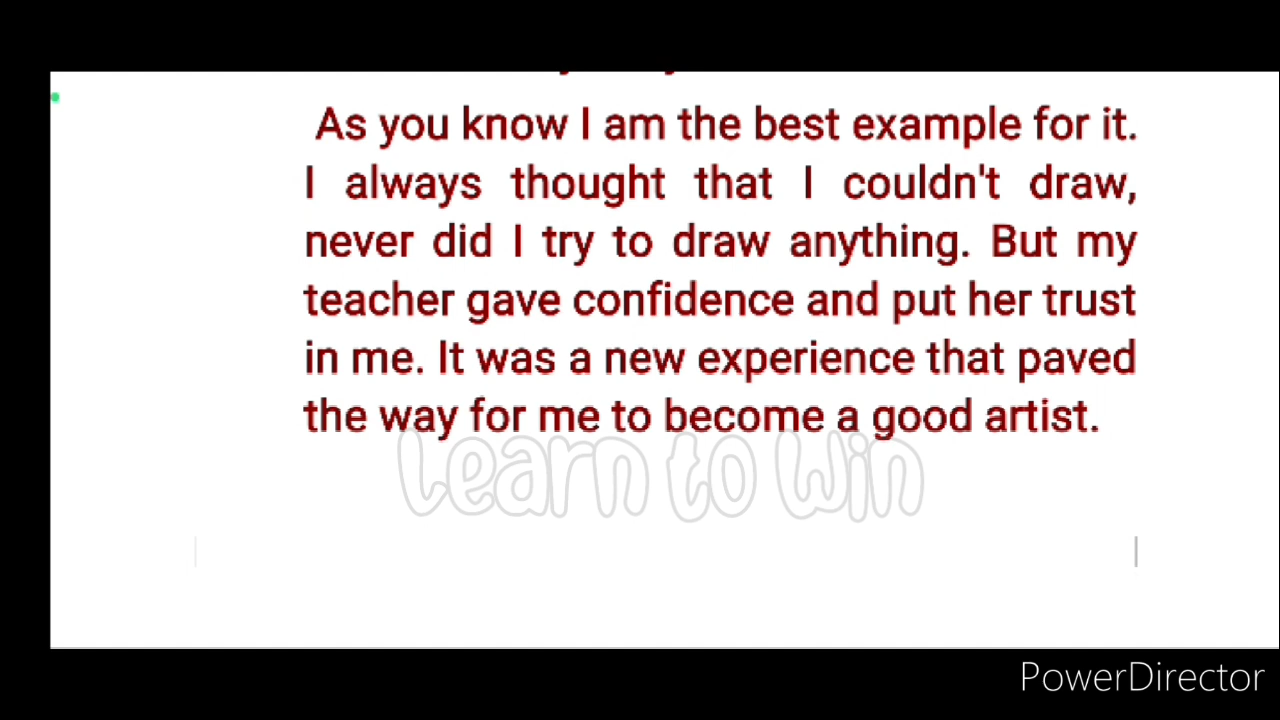 As you know I am the best example for it.
I always thought that I couldn't draw,
never did I try to draw anything. But my
teacher gave confidence and put her trust
in me. It was a new experience that paved
the way for me to become a good artist.
Learn to Win
PowerDirector